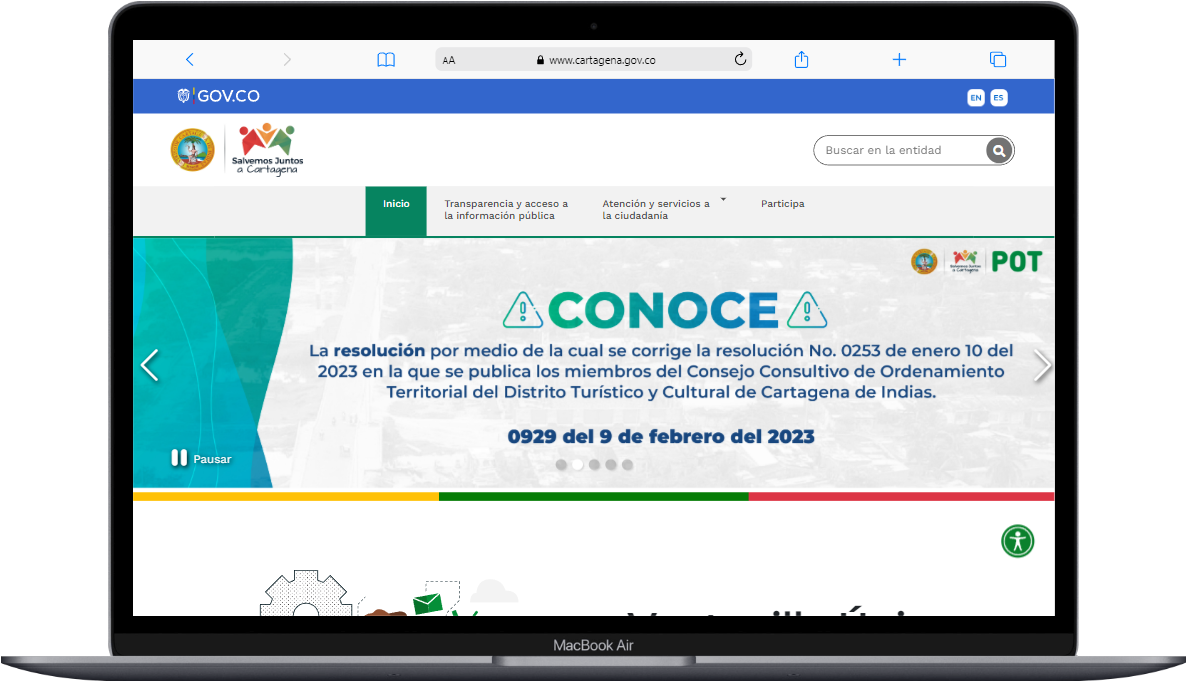 AA
www.cartagena.gov.co
GOV.CO
EN ES
Salvemos Juntos
a Cartagena
Buscar en la entidad
Inicio
Transparencia y acceso a
la información pública
Atención y servicios a
la ciudadanía
Participa
Salvemos Juntos
a Cartagena
POT
CONOCE
La resolución por medio de la cual se corrige la resolución No. 0253 de enero 10 del
2023 en la que se publica los miembros del Consejo Consultivo de Ordenamiento
Territorial del Distrito Turístico y Cultural de Cartagena de Indias.
0929 del 9 de febrero del 2023
Pausar
MacBook Air